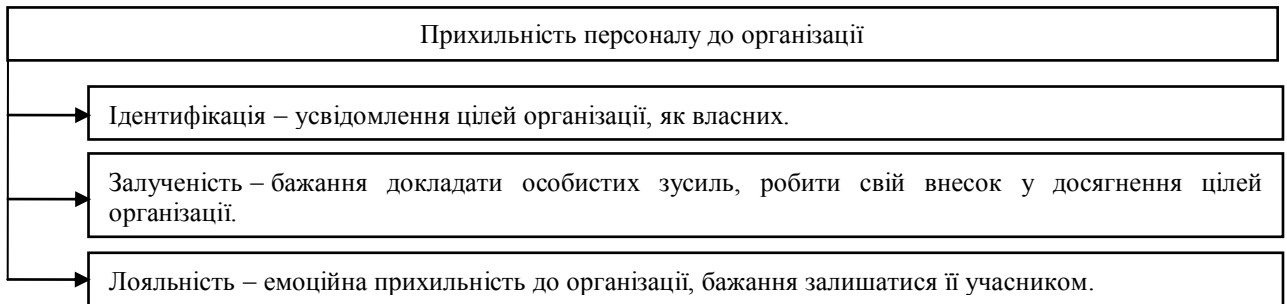 Прихильність персоналу до організації
Ідентифікація – усвідомлення цілей організації, як власних.
Залученість – бажання докладати особистих зусиль, робити свій внесок у досягнення цілей
організації.
Лояльність – емоційна прихильність до організації, бажання залишатися її учасником.